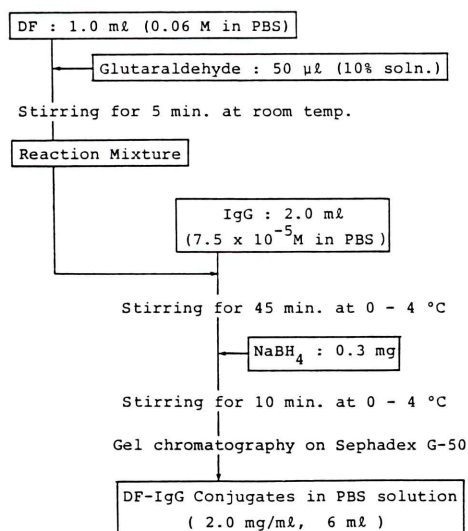 DF : 1.0 mℓ (0.06 M in PBS)
Glutaraldehyde : 50 µℓ (10% soln.)
Stirring for 5 min. at room temp.
Reaction Mixture
IgG : 2.0 mℓ
(7.5 x 10⁻⁵M in PBS)
Stirring for 45 min. at 0 - 4 °C
NaBH₄ : 0.3 mg
Stirring for 10 min. at 0 - 4 °C
Gel chromatography on Sephadex G-50
DF-IgG Conjugates in PBS solution
( 2.0 mg/mℓ, 6 mℓ )